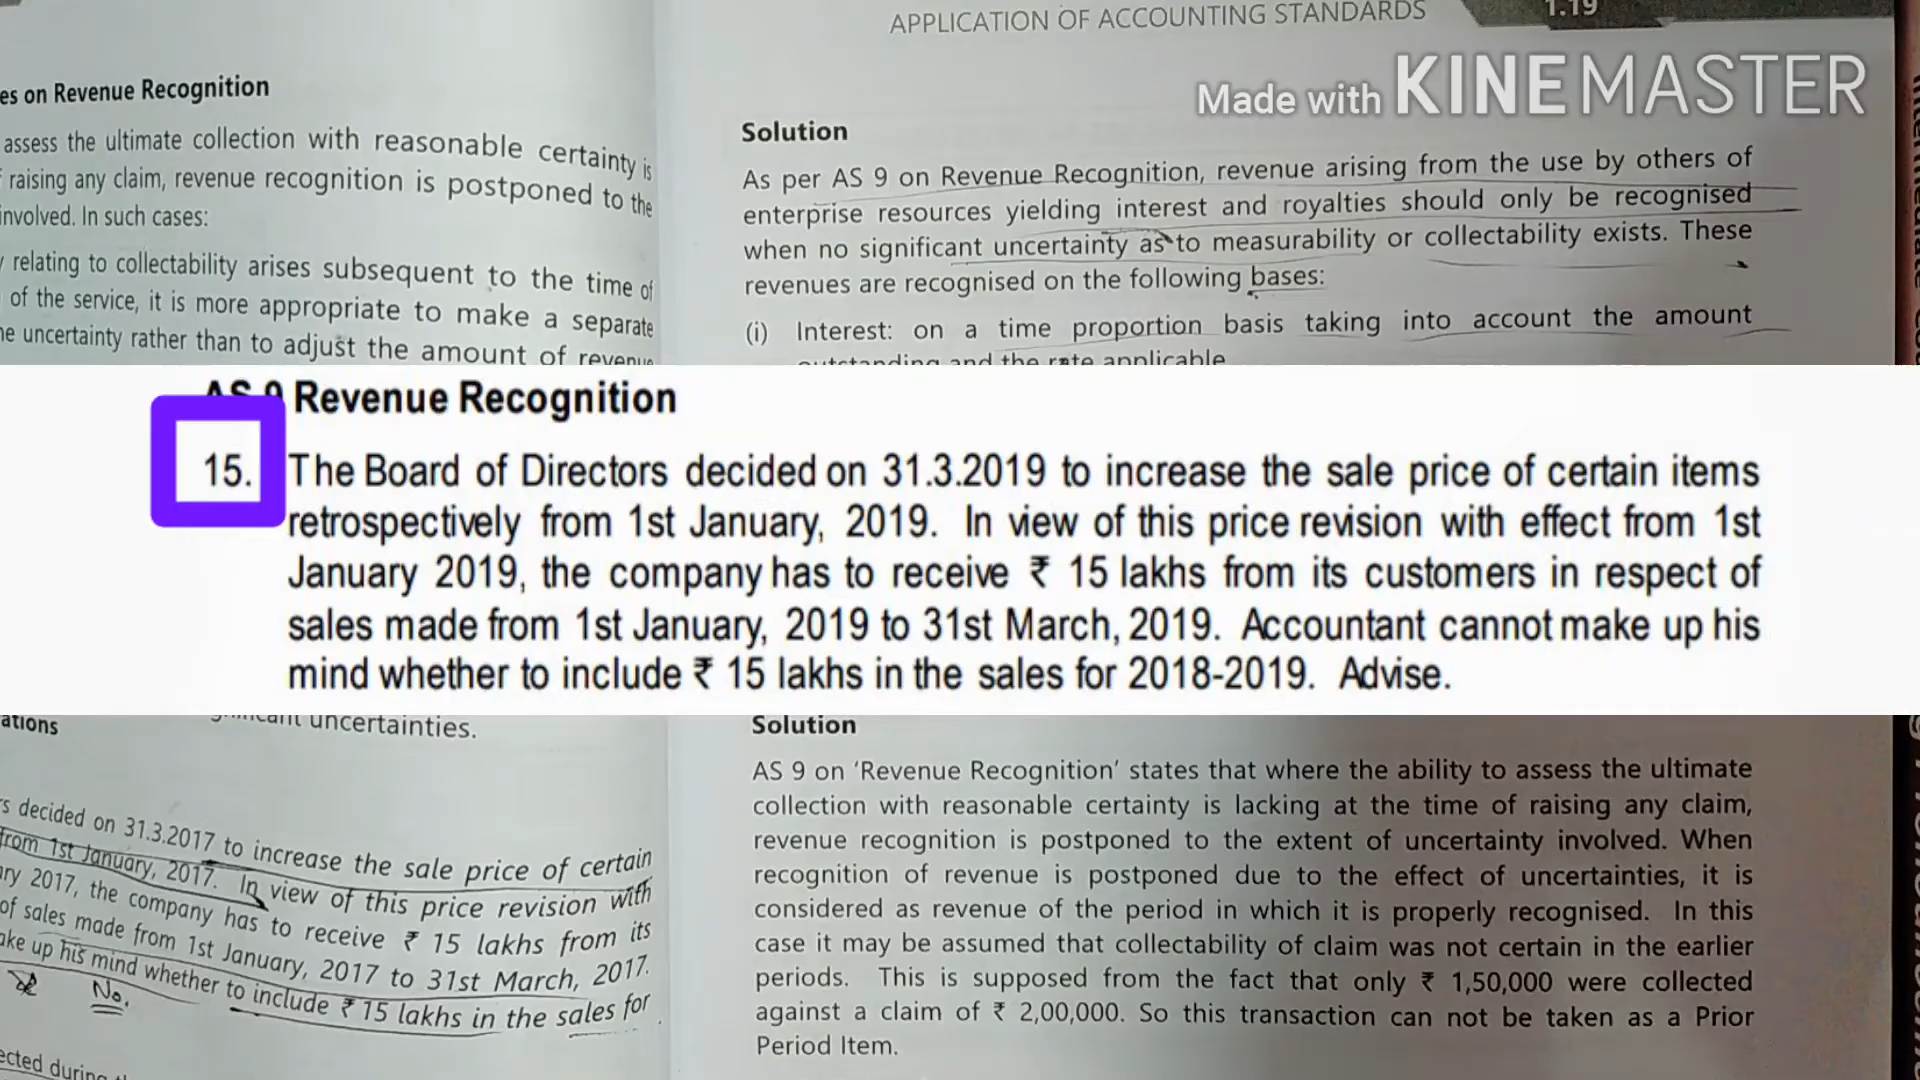 APPLICATION OF ACCOUNTING STANDARDS
1.19
Made with KINEMASTER
es on Revenue Recognition
assess the ultimate collection with reasonable certainty is
raising any claim, revenue recognition is postponed to the
involved. In such cases:
relating to collectability arises subsequent to the time of
of the service, it is more appropriate to make a separate
uncertainty rather than to adjust the amount of revenue
Solution
As per AS 9 on Revenue Recognition, revenue arising from the use by others of
enterprise resources yielding interest and royalties should only be recognised
when no significant uncertainty as to measurability or collectability exists. These
revenues are recognised on the following bases:
(i) Interest: on a time proportion basis taking into account the amount
outstanding and the rate applicable
AS 9 Revenue Recognition
15. The Board of Directors decided on 31.3.2019 to increase the sale price of certain items
retrospectively from 1st January, 2019. In view of this price revision with effect from 1st
January 2019, the company has to receive ₹ 15 lakhs from its customers in respect of
sales made from 1st January, 2019 to 31st March, 2019. Accountant cannot make up his
mind whether to include ₹ 15 lakhs in the sales for 2018-2019. Advise.
ations
uncertainties.
s decided on 31.3.2017 to increase the sale price of certain
from 1st January, 2017. In view of this price revision with
ry 2017, the company has to receive ₹ 15 lakhs from its
of sales made from 1st January, 2017 to 31st March, 2017.
ake up his mind whether to include ₹ 15 lakhs in the sales for
No.
ected during
Solution
AS 9 on ‘Revenue Recognition’ states that where the ability to assess the ultimate
collection with reasonable certainty is lacking at the time of raising any claim,
revenue recognition is postponed to the extent of uncertainty involved. When
recognition of revenue is postponed due to the effect of uncertainties, it is
considered as revenue of the period in which it is properly recognised. In this
case it may be assumed that collectability of claim was not certain in the earlier
periods. This is supposed from the fact that only ₹ 1,50,000 were collected
against a claim of ₹ 2,00,000. So this transaction can not be taken as a Prior
Period Item.